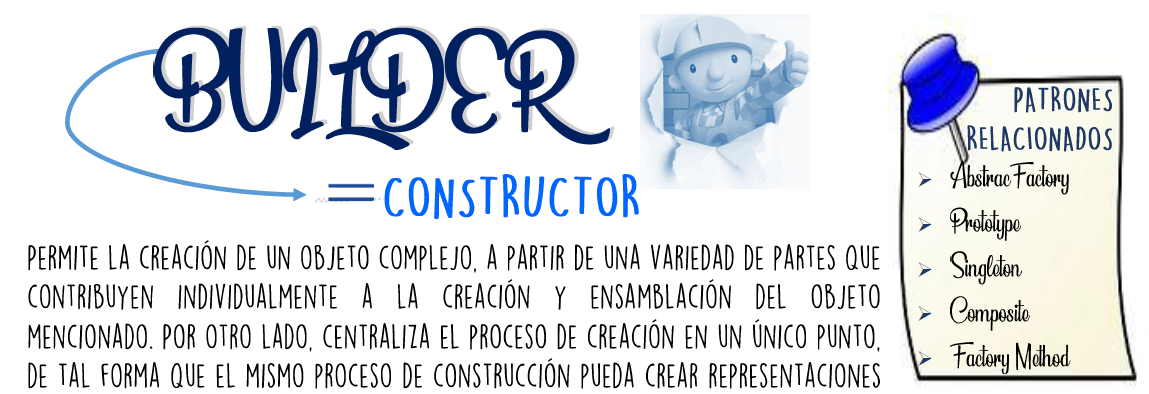 BUILDER
= CONSTRUCTOR
PERMITE LA CREACIÓN DE UN OBJETO COMPLEJO, A PARTIR DE UNA VARIEDAD DE PARTES QUE
CONTRIBUYEN INDIVIDUALMENTE A LA CREACIÓN Y ENSAMBLACIÓN DEL OBJETO
MENCIONADO. POR OTRO LADO, CENTRALIZA EL PROCESO DE CREACIÓN EN UN ÚNICO PUNTO,
DE TAL FORMA QUE EL MISMO PROCESO DE CONSTRUCCIÓN PUEDA CREAR REPRESENTACIONES
PATRONES
RELACIONADOS
Abstrac Factory
Prototype
Singleton
Composite
Factory Method